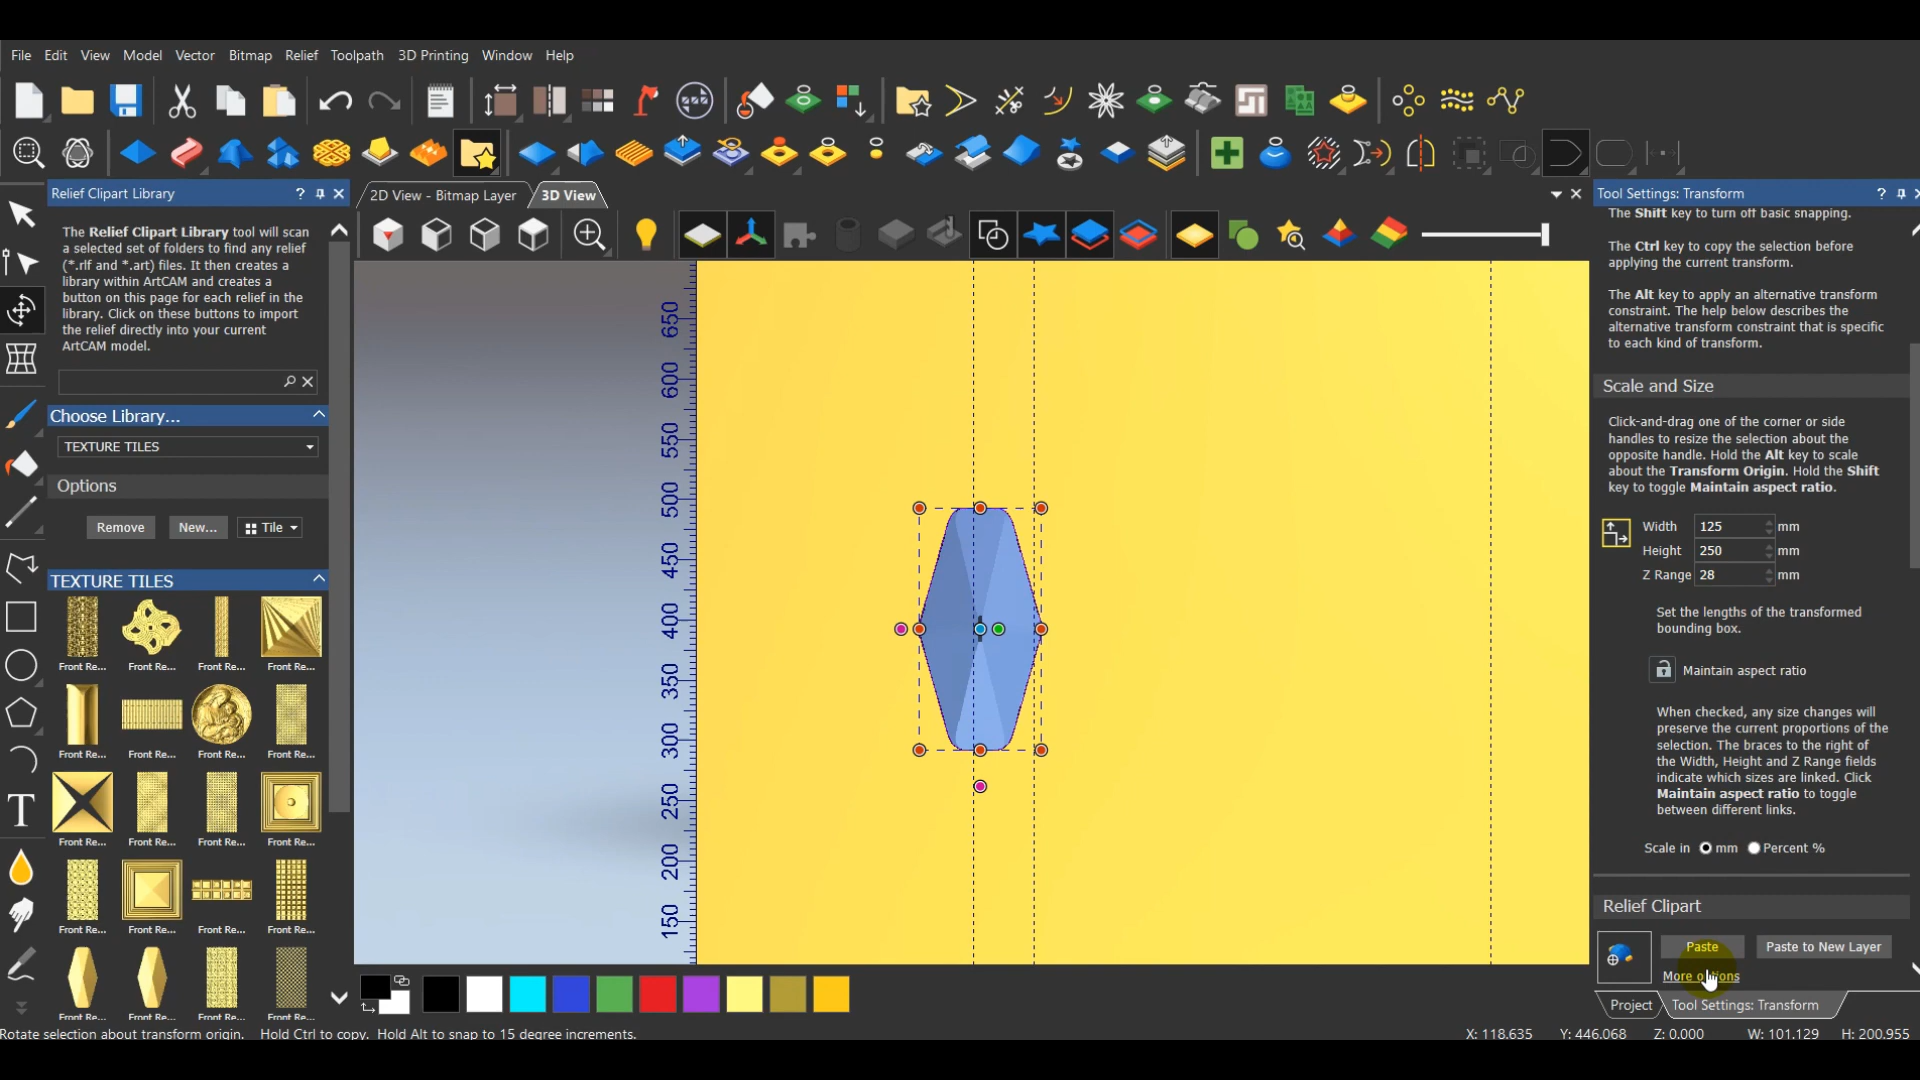 File Edit View Model Vector Bitmap Relief Toolpath 3D Printing Window Help
Relief Clipart Library ?
The Relief Clipart Library tool will scan
a selected set of folders to find any relief
(*.rlf and *.art) files. It then creates a
library within ArtCAM and creates a
button on this page for each relief in the
library. Click on these buttons to import
the relief directly into your current
ArtCAM model.
Choose Library...
TEXTURE TILES
Options
Remove New... Tile
TEXTURE TILES
Front Re... Front Re... Front Re... Front Re...
Front Re... Front Re... Front Re... Front Re...
Front Re... Front Re... Front Re... Front Re...
Front Re... Front Re... Front Re... Front Re...
Front Re... Front Re... Front Re... Front Re...
T
2D View - Bitmap Layer 3D View
650
600
550
500
450
400
350
300
250
200
150
Tool Settings: Transform ?
The Shift key to turn off basic snapping.
The Ctrl key to copy the selection before
applying the current transform.
The Alt key to apply an alternative transform
constraint. The help below describes the
alternative transform constraint that is specific
to each kind of transform.
Scale and Size
Click-and-drag one of the corner or side
handles to resize the selection about the
opposite handle. Hold the Alt key to scale
about the Transform Origin. Hold the Shift
key to toggle Maintain aspect ratio.
Width 125 mm
Height 250 mm
Z Range 28 mm
Set the lengths of the transformed
bounding box.
Maintain aspect ratio
When checked, any size changes will
preserve the current proportions of the
selection. The braces to the right of
the Width, Height and Z Range fields
indicate which sizes are linked. Click
Maintain aspect ratio to toggle
between different links.
Scale in mm Percent %
Relief Clipart
Paste Paste to New Layer
More options
Project Tool Settings: Transform
Rotate selection about transform origin. Hold Ctrl to copy. Hold Alt to snap to 15 degree increments. X: 118.635 Y: 446.068 Z: 0.000 W: 101.129 H: 200.955